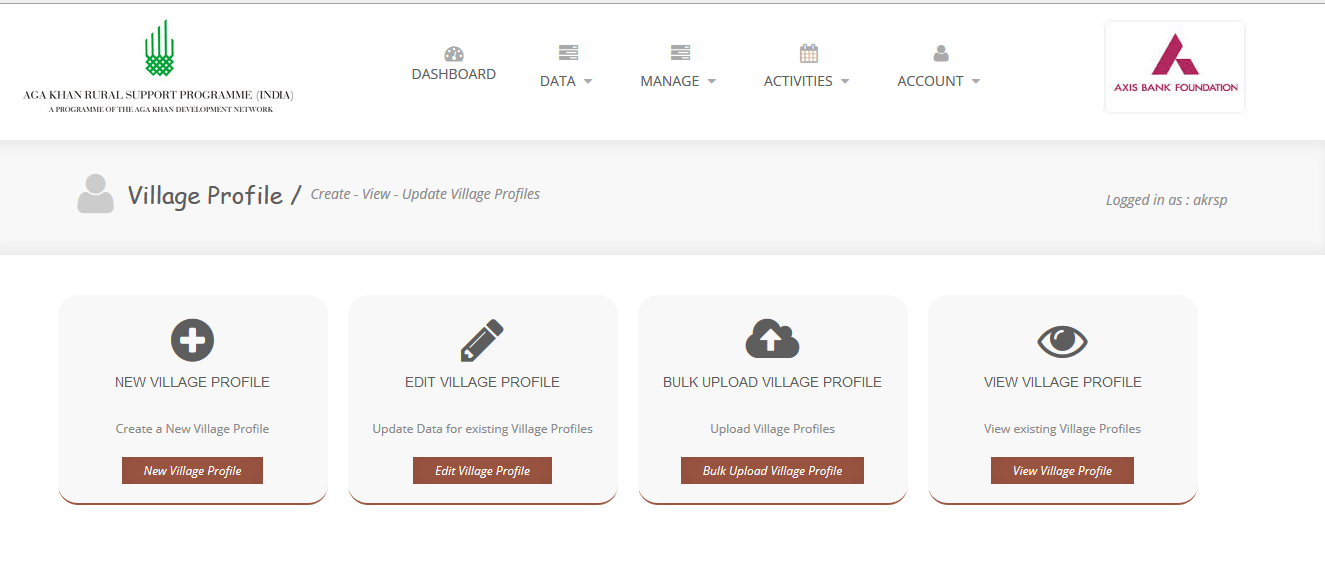 AGA KHAN RURAL SUPPORT PROGRAMME (INDIA)
A PROGRAMME OF THE AGA KHAN DEVELOPMENT NETWORK
DASHBOARD
DATA
MANAGE
ACTIVITIES
ACCOUNT
AXIS BANK FOUNDATION
Village Profile / Create - View - Update Village Profiles
Logged in as : akrsp
NEW VILLAGE PROFILE
Create a New Village Profile
New Village Profile
EDIT VILLAGE PROFILE
Update Data for existing Village Profiles
Edit Village Profile
BULK UPLOAD VILLAGE PROFILE
Upload Village Profiles
Bulk Upload Village Profile
VIEW VILLAGE PROFILE
View existing Village Profiles
View Village Profile